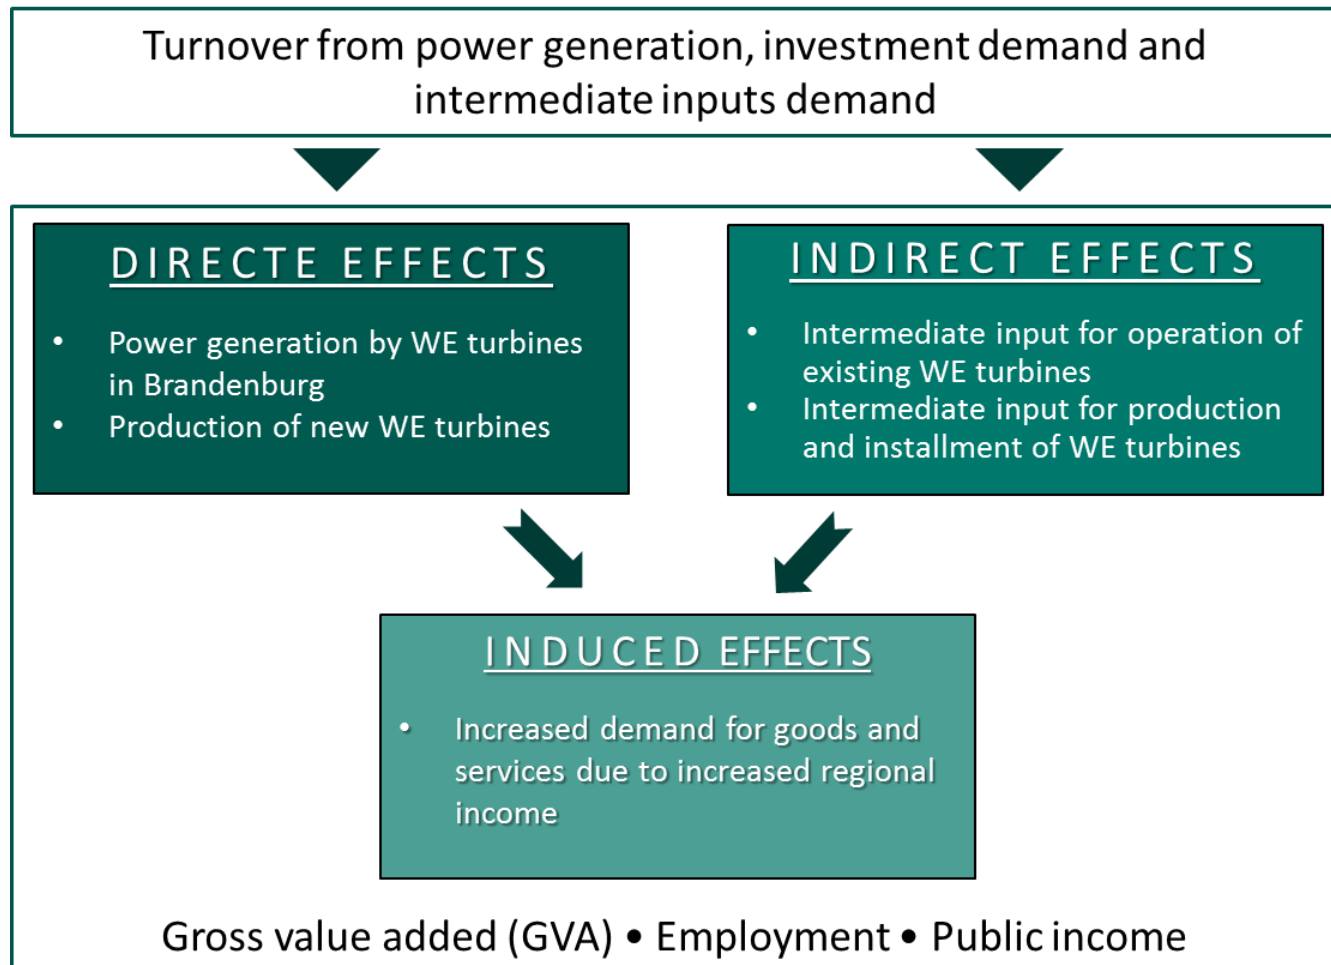 Turnover from power generation, investment demand and
intermediate inputs demand
DIRECTE EFFECTS
• Power generation by WE turbines
in Brandenburg
• Production of new WE turbines
INDIRECT EFFECTS
• Intermediate input for operation of
existing WE turbines
• Intermediate input for production
and installment of WE turbines
INDUCED EFFECTS
• Increased demand for goods and
services due to increased regional
income
Gross value added (GVA) • Employment • Public income